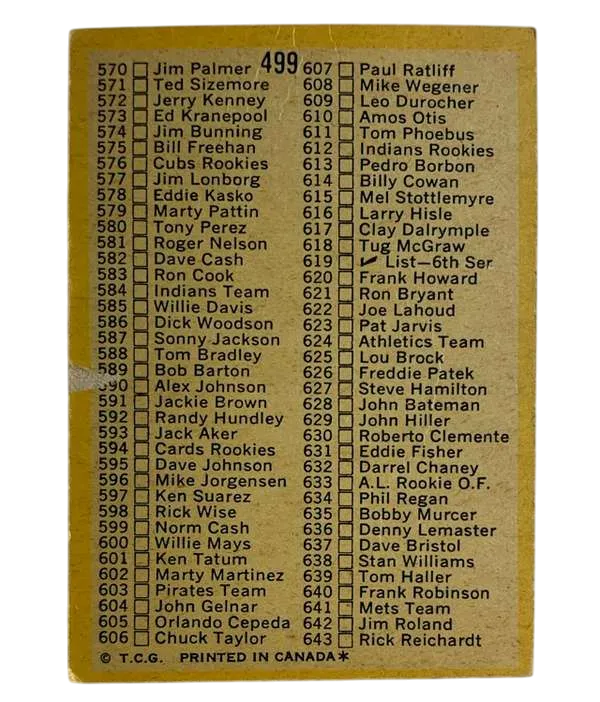 499
570 Jim Palmer
571 Ted Sizemore
572 Jerry Kenney
573 Ed Kranepool
574 Jim Bunning
575 Bill Freehan
576 Cubs Rookies
577 Jim Lonborg
578 Eddie Kasko
579 Marty Pattin
580 Tony Perez
581 Roger Nelson
582 Dave Cash
583 Ron Cook
584 Indians Team
585 Willie Davis
586 Dick Woodson
587 Sonny Jackson
588 Tom Bradley
589 Bob Barton
590 Alex Johnson
591 Jackie Brown
592 Randy Hundley
593 Jack Aker
594 Cards Rookies
595 Dave Johnson
596 Mike Jorgensen
597 Ken Suarez
598 Rick Wise
599 Norm Cash
600 Willie Mays
601 Ken Tatum
602 Marty Martinez
603 Pirates Team
604 John Gelnar
605 Orlando Cepeda
606 Chuck Taylor
607 Paul Ratliff
608 Mike Wegener
609 Leo Durocher
610 Amos Otis
611 Tom Phoebus
612 Indians Rookies
613 Pedro Borbon
614 Billy Cowan
615 Mel Stottlemyre
616 Larry Hisle
617 Clay Dalrymple
618 Tug McGraw
619 ✓ List—6th Ser
620 Frank Howard
621 Ron Bryant
622 Joe Lahoud
623 Pat Jarvis
624 Athletics Team
625 Lou Brock
626 Freddie Patek
627 Steve Hamilton
628 John Bateman
629 John Hiller
630 Roberto Clemente
631 Eddie Fisher
632 Darrel Chaney
633 A.L. Rookie O.F.
634 Phil Regan
635 Bobby Murcer
636 Denny Lemaster
637 Dave Bristol
638 Stan Williams
639 Tom Haller
640 Frank Robinson
641 Mets Team
642 Jim Roland
643 Rick Reichardt
© T.C.G. PRINTED IN CANADA*